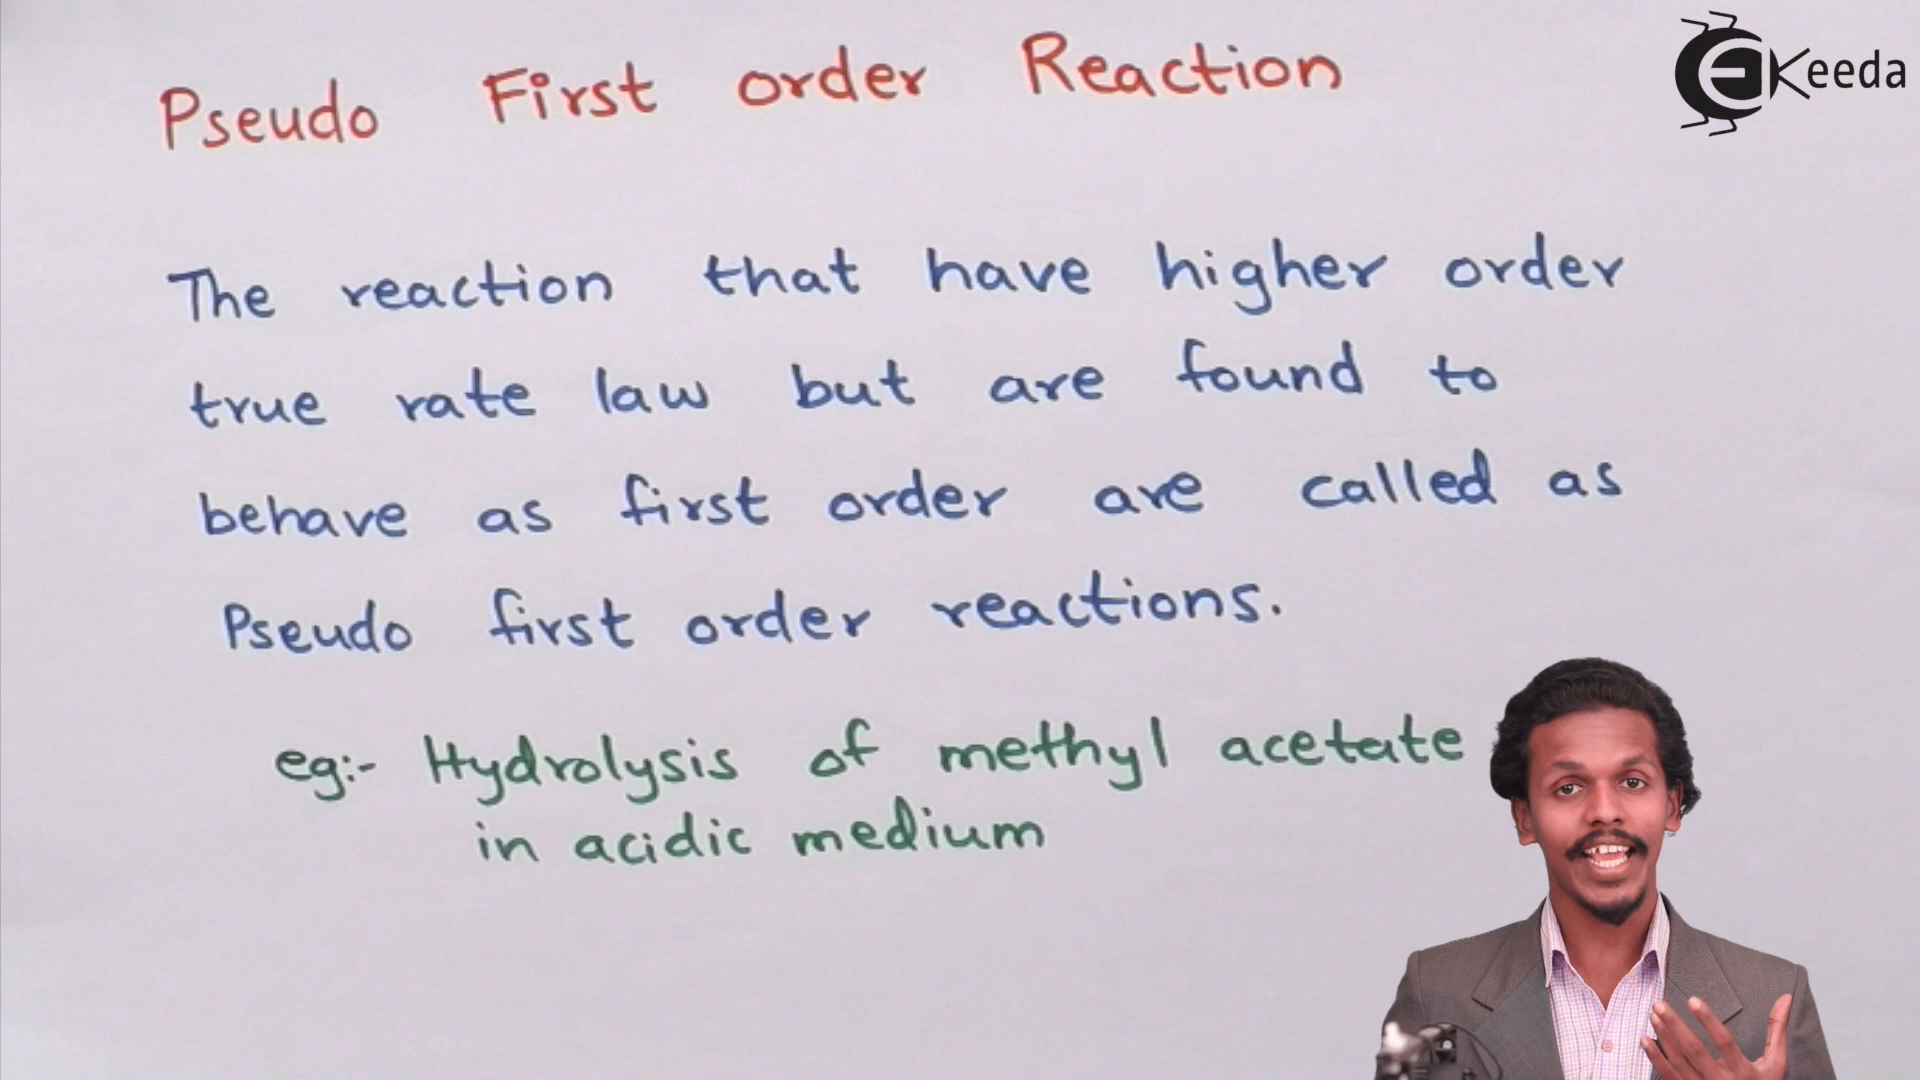 Pseudo First order Reaction
EKeeda
The reaction that have higher order
true rate law but are found to
behave as first order are called as
Pseudo first order reactions.
eg:- Hydrolysis of methyl acetate
in acidic medium